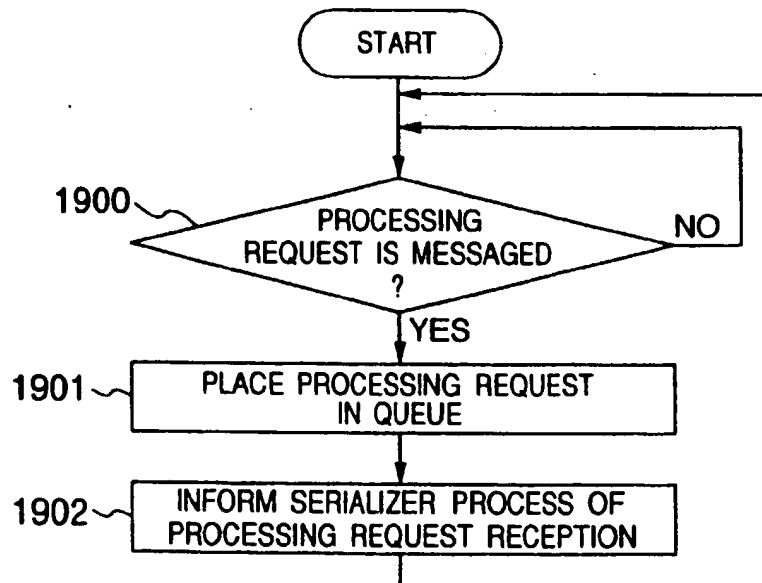 START
1900
PROCESSING
REQUEST IS MESSAGED
?
NO
YES
1901
PLACE PROCESSING REQUEST
IN QUEUE
1902
INFORM SERIALIZER PROCESS OF
PROCESSING REQUEST RECEPTION